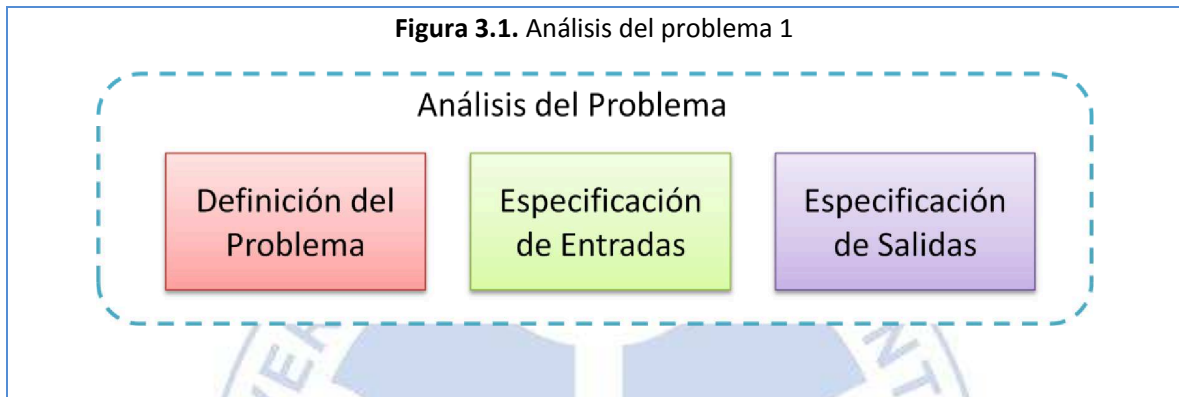 Figura 3.1. Análisis del problema 1
Análisis del Problema
Definición del
Problema
Especificación
de Entradas
Especificación
de Salidas